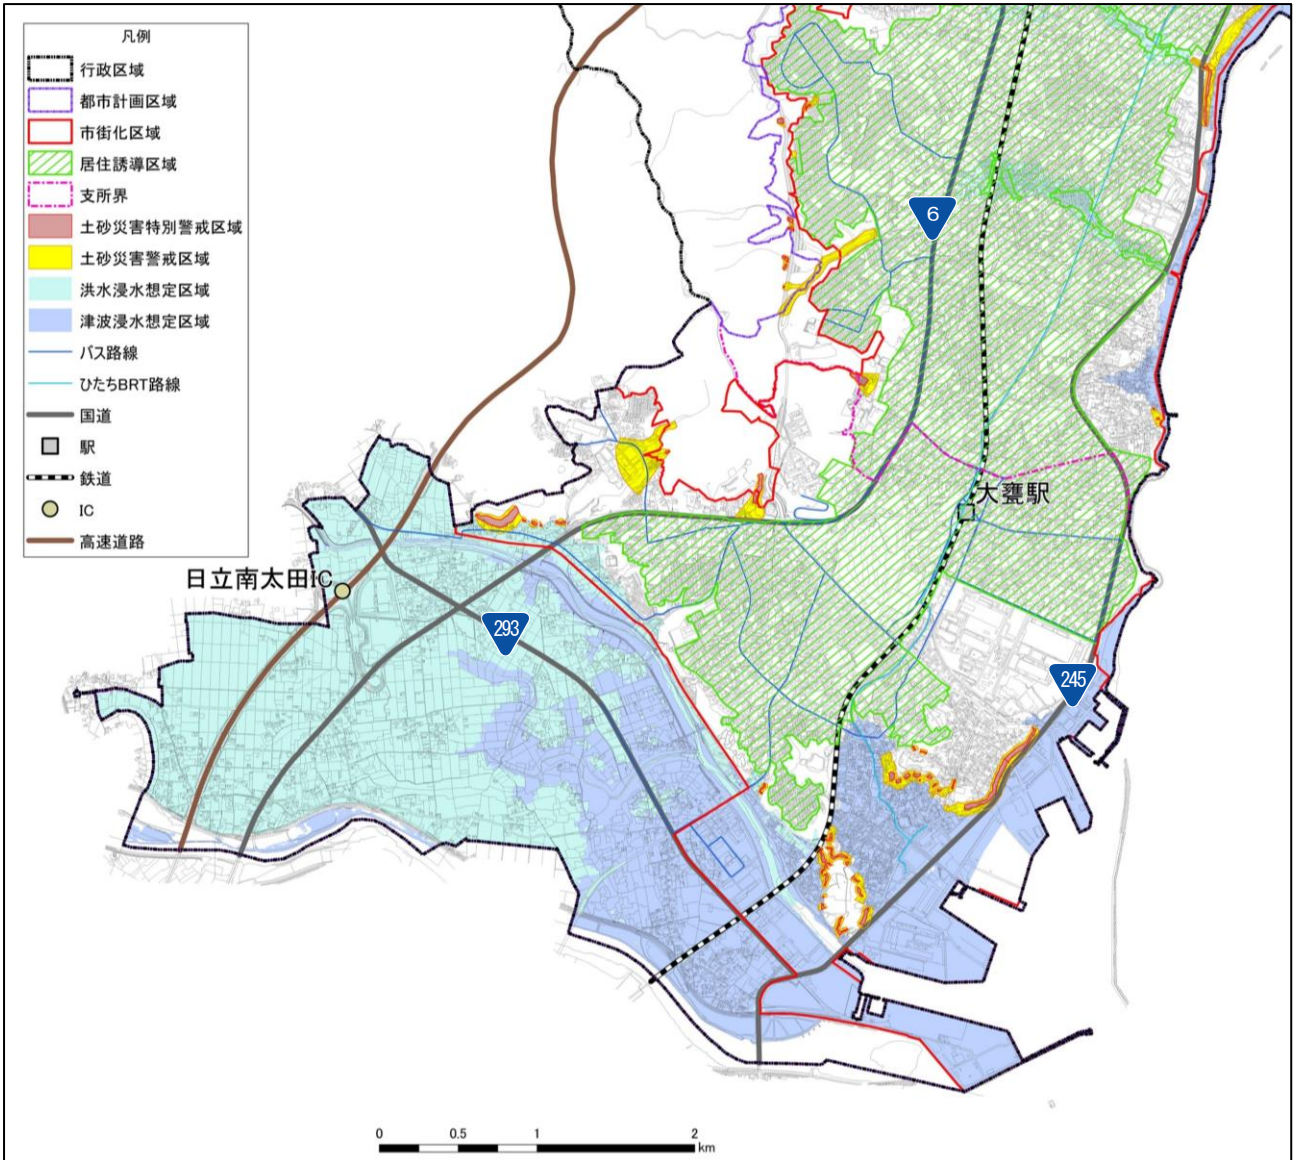 凡例
行政区域
都市計画区域
市街化区域
居住誘導区域
支所界
土砂災害特別警戒区域
土砂災害警戒区域
洪水浸水想定区域
津波浸水想定区域
バス路線
ひたちBRT路線
国道
駅
鉄道
IC
高速道路
6
大甕駅
日立南太田IC
293
245
0 0.5 1 2
km